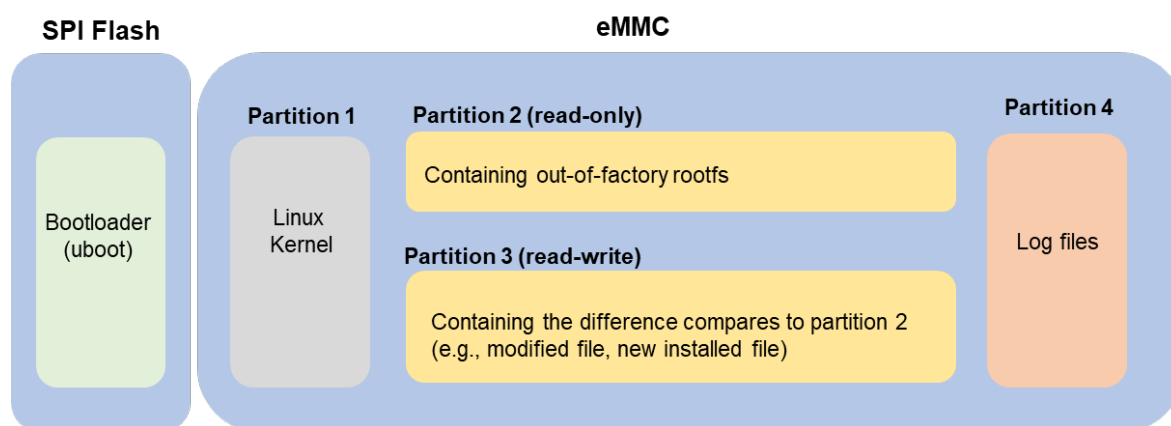 SPI Flash
eMMC
Bootloader
(uboot)
Partition 1
Linux
Kernel
Partition 2 (read-only)
Containing out-of-factory rootfs
Partition 3 (read-write)
Containing the difference compares to partition 2
(e.g., modified file, new installed file)
Partition 4
Log files